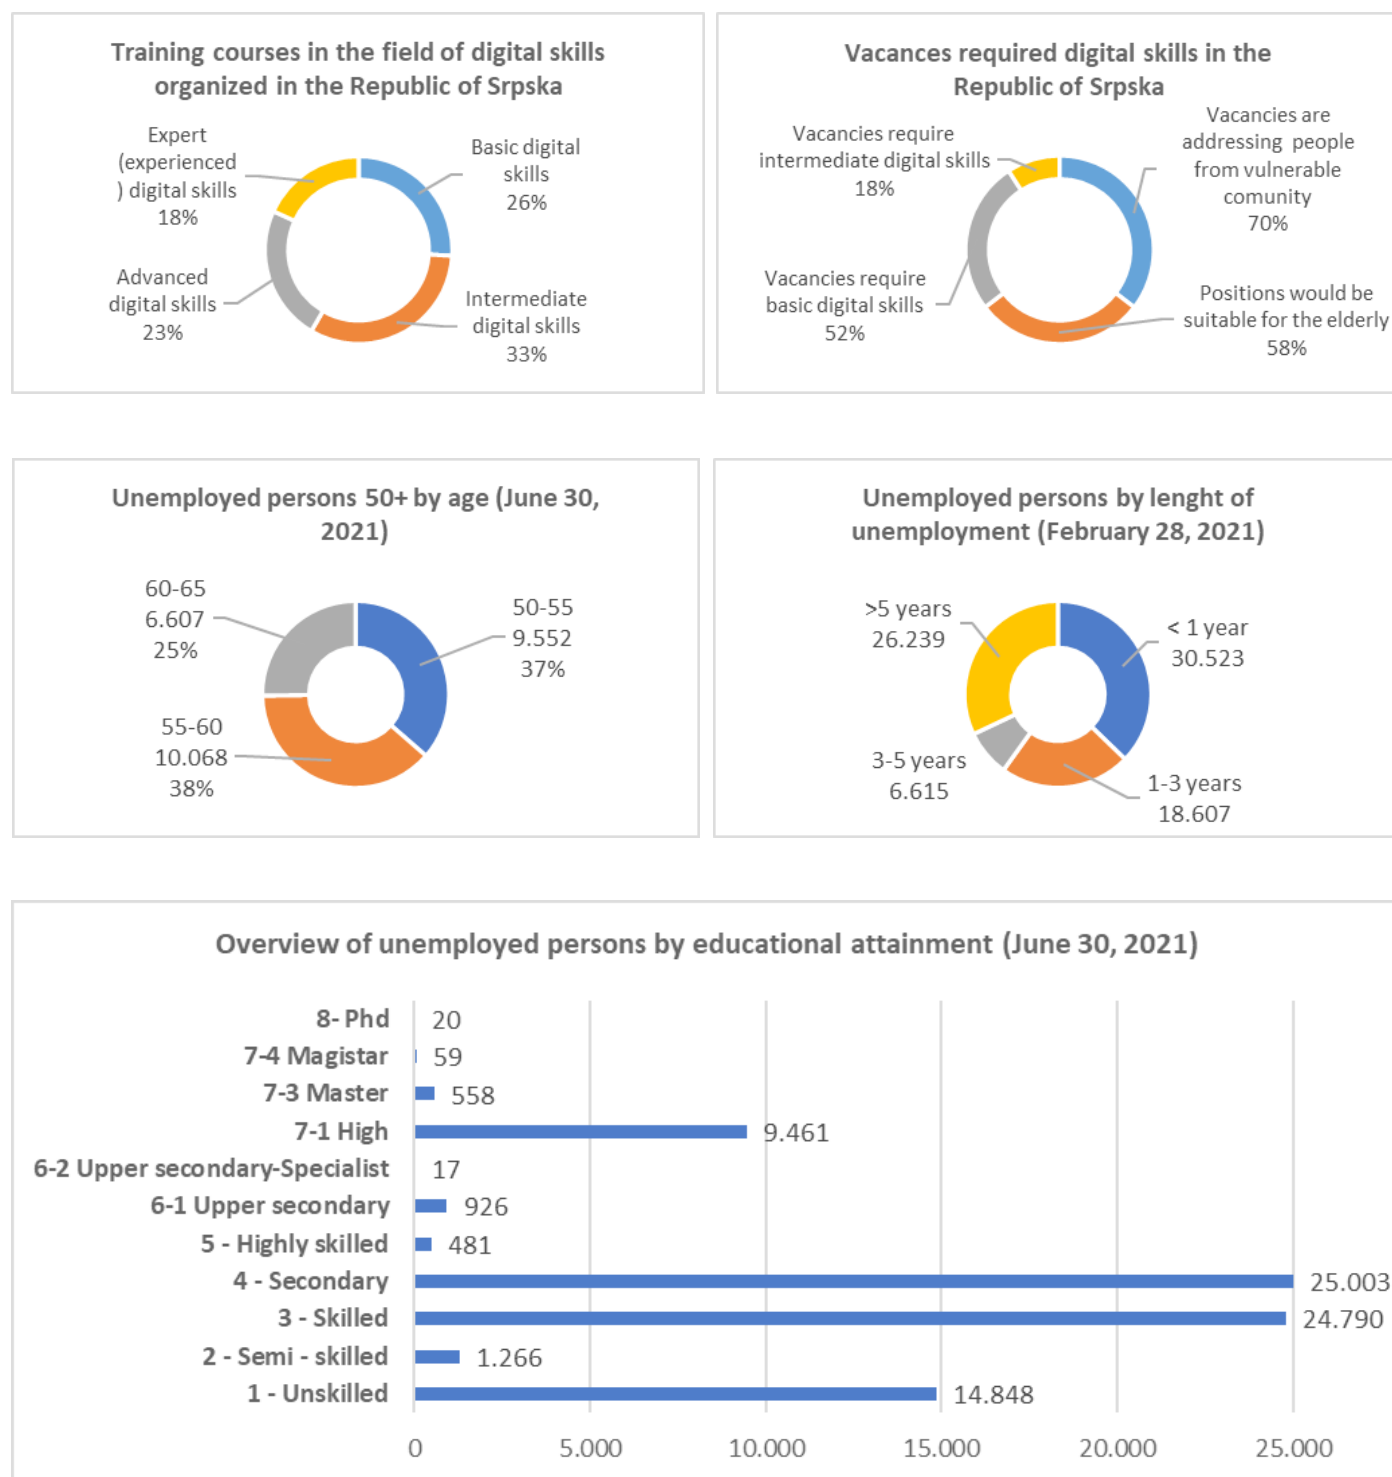 Training courses in the field of digital skills
organized in the Republic of Srpska
Expert
(experienced
) digital skills
18%
Basic digital
skills
26%
Advanced
digital skills
23%
Intermediate
digital skills
33%
Vacances required digital skills in the
Republic of Srpska
Vacancies require
intermediate digital skills
18%
Vacancies are
addressing people
from vulnerable
comunity
70%
Vacancies require
basic digital skills
52%
Positions would be
suitable for the elderly
58%
Unemployed persons 50+ by age (June 30,
2021)
60-65
6.607
25%
50-55
9.552
37%
55-60
10.068
38%
Unemployed persons by lenght of
unemployment (February 28, 2021)
>5 years
26.239
< 1 year
30.523
3-5 years
6.615
1-3 years
18.607
Overview of unemployed persons by educational attainment (June 30, 2021)
8- Phd 20
7-4 Magistar 59
7-3 Master 558
7-1 High 9.461
6-2 Upper secondary-Specialist 17
6-1 Upper secondary 926
5 - Highly skilled 481
4 - Secondary 25.003
3 - Skilled 24.790
2 - Semi - skilled 1.266
1 - Unskilled 14.848
0 5.000 10.000 15.000 20.000 25.000